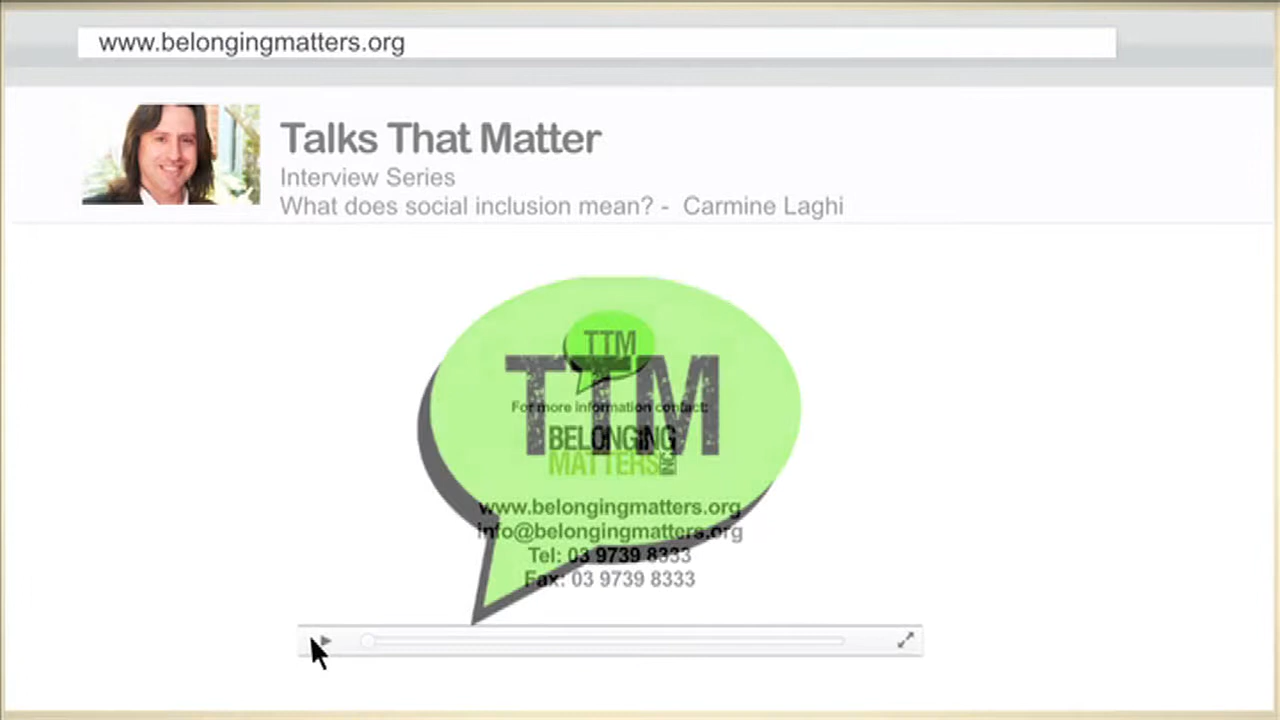 www.belongingmatters.org
Talks That Matter
Interview Series
What does social inclusion mean? - Carmine Laghi
TTM
TTM
For more information contact:
BELONGiNG
MATTERS INC.
www.belongingmatters.org
info@belongingmatters.org
Tel: 03 9739 8333
Fax: 03 9739 8333